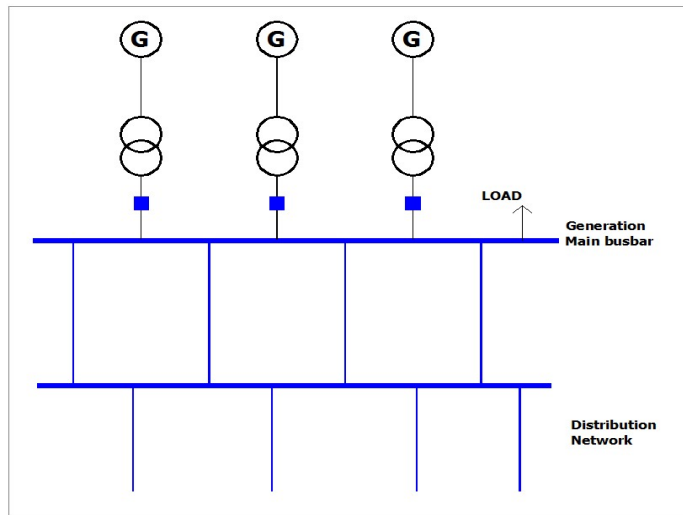 G G G
LOAD
Generation
Main busbar
Distribution
Network